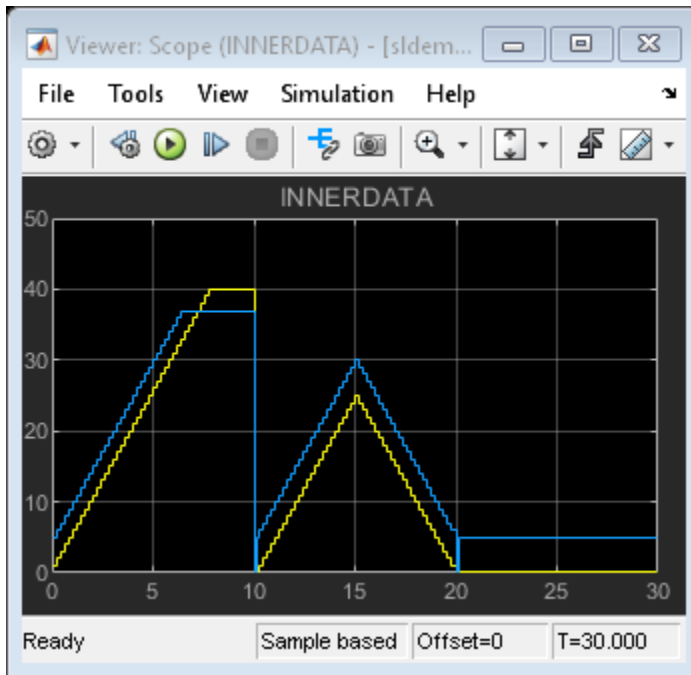 Viewer: Scope (INNERDATA) - [sldem...
File Tools View Simulation Help
INNERDATA
50
40
30
20
10
0
0 5 10 15 20 25 30
Ready Sample based Offset=0 T=30.000